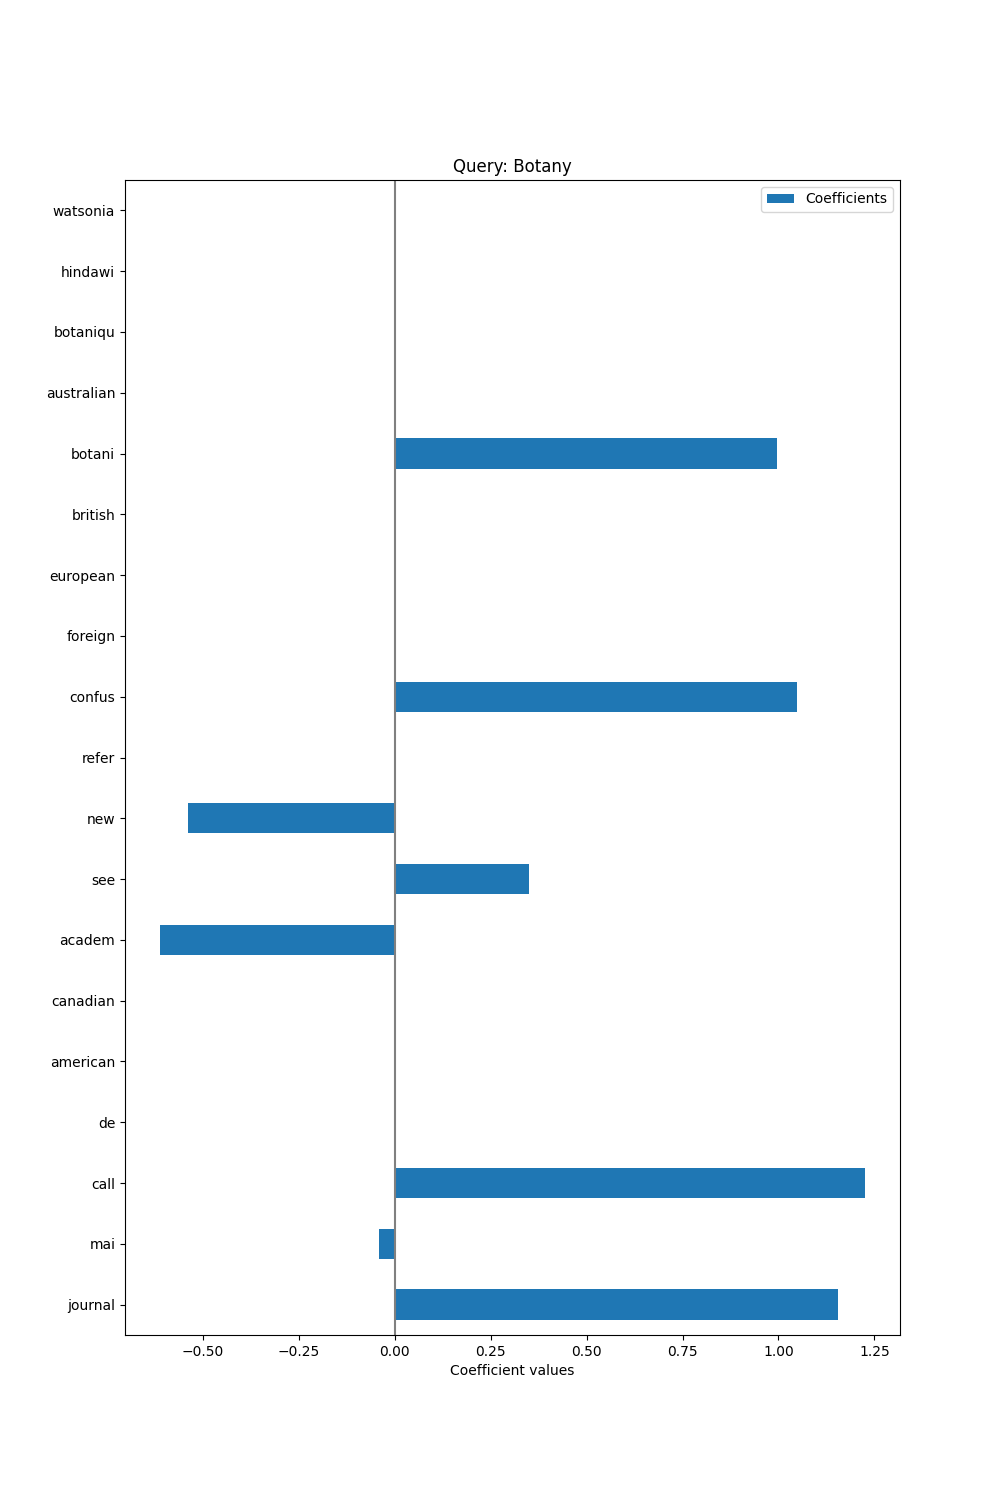 Query: Botany
Coefficients
watsonia
hindawi
botaniqu
australian
botani
british
european
foreign
confus
refer
new
see
academ
canadian
american
de
call
mai
journal
−0.50 −0.25 0.00 0.25 0.50 0.75 1.00 1.25
Coefficient values